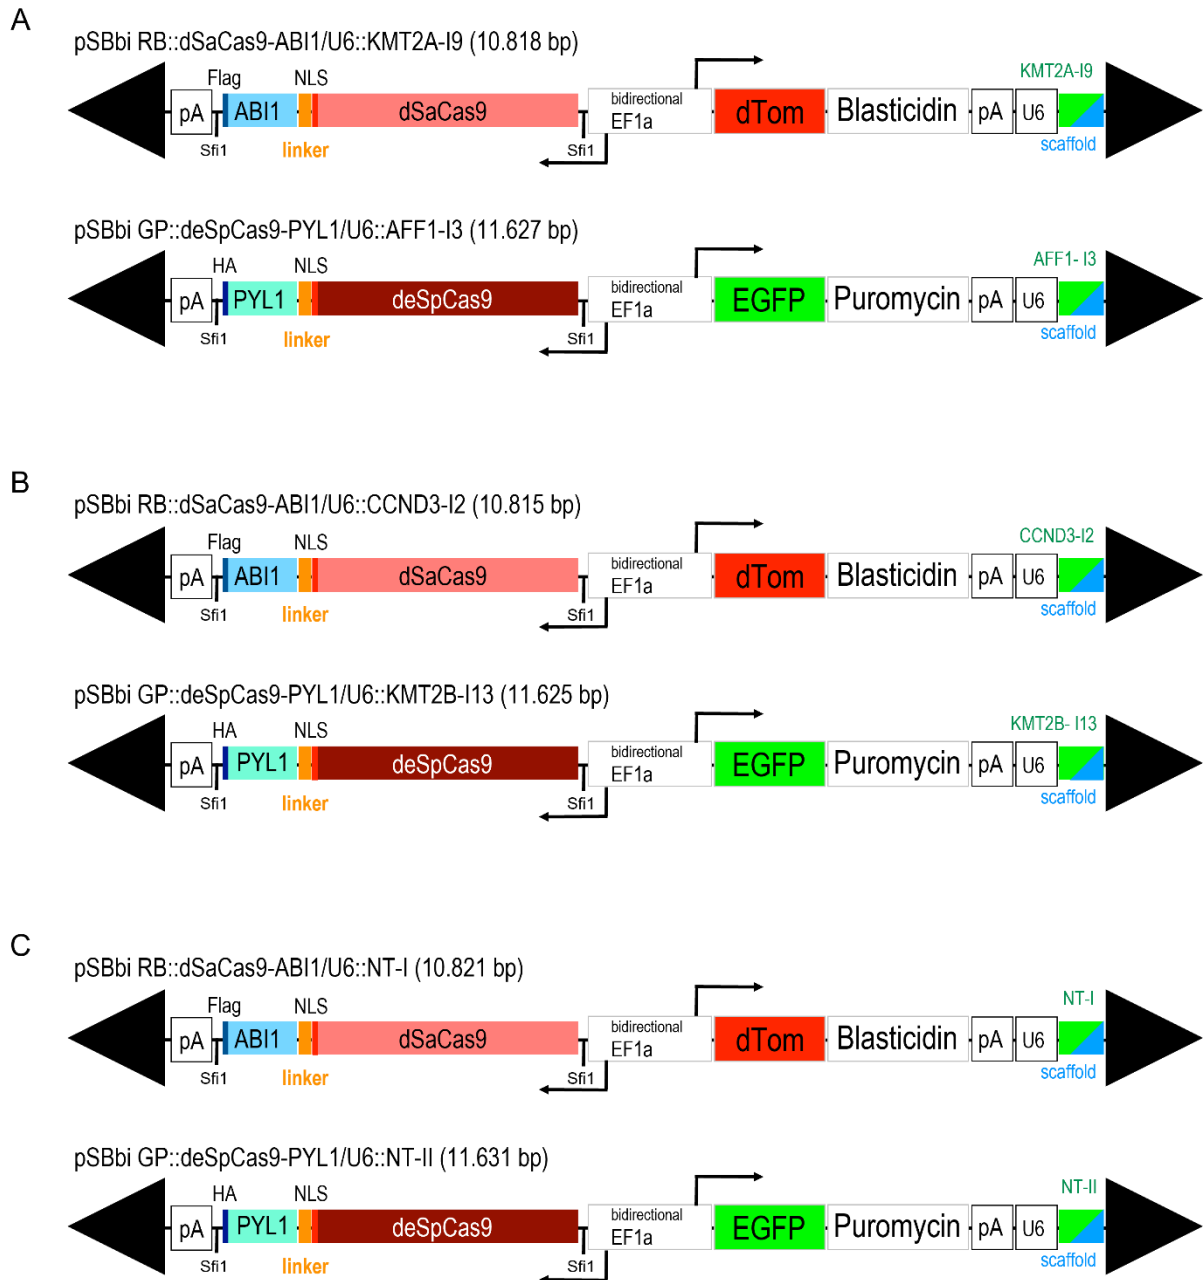 A
pSBbi RB::dSaCas9-ABI1/U6::KMT2A-I9 (10.818 bp)
Flag NLS KMT2A-I9
pA ABI1 dSaCas9 bidirectional EF1a dTom Blasticidin pA U6
Sfi1 linker Sfi1 scaffold
pSBbi GP::deSpCas9-PYL1/U6::AFF1-I3 (11.627 bp)
HA NLS AFF1- I3
pA PYL1 deSpCas9 bidirectional EF1a EGFP Puromycin pA U6
Sfi1 linker Sfi1 scaffold
B
pSBbi RB::dSaCas9-ABI1/U6::CCND3-I2 (10.815 bp)
Flag NLS CCND3-I2
pA ABI1 dSaCas9 bidirectional EF1a dTom Blasticidin pA U6
Sfi1 linker Sfi1 scaffold
pSBbi GP::deSpCas9-PYL1/U6::KMT2B-I13 (11.625 bp)
HA NLS KMT2B- I13
pA PYL1 deSpCas9 bidirectional EF1a EGFP Puromycin pA U6
Sfi1 linker Sfi1 scaffold
C
pSBbi RB::dSaCas9-ABI1/U6::NT-I (10.821 bp)
Flag NLS NT-I
pA ABI1 dSaCas9 bidirectional EF1a dTom Blasticidin pA U6
Sfi1 linker Sfi1 scaffold
pSBbi GP::deSpCas9-PYL1/U6::NT-II (11.631 bp)
HA NLS NT-II
pA PYL1 deSpCas9 bidirectional EF1a EGFP Puromycin pA U6
Sfi1 linker Sfi1 scaffold